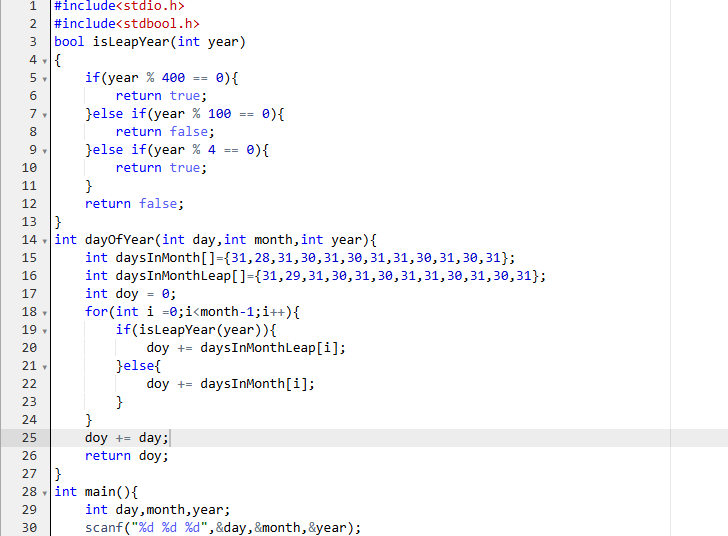 1 #include<stdio.h>
2 #include<stdbool.h>
3 bool isLeapYear(int year)
4 {
5     if(year % 400 == 0){
6         return true;
7     }else if(year % 100 == 0){
8         return false;
9     }else if(year % 4 == 0){
10         return true;
11     }
12     return false;
13 }
14 int dayOfYear(int day,int month,int year){
15     int daysInMonth[]={31,28,31,30,31,30,31,31,30,31,30,31};
16     int daysInMonthLeap[]={31,29,31,30,31,30,31,31,30,31,30,31};
17     int doy = 0;
18     for(int i =0;i<month-1;i++){
19         if(isLeapYear(year)){
20             doy += daysInMonthLeap[i];
21         }else{
22             doy += daysInMonth[i];
23         }
24     }
25     doy += day;
26     return doy;
27 }
28 int main(){
29     int day,month,year;
30     scanf("%d %d %d",&day,&month,&year);